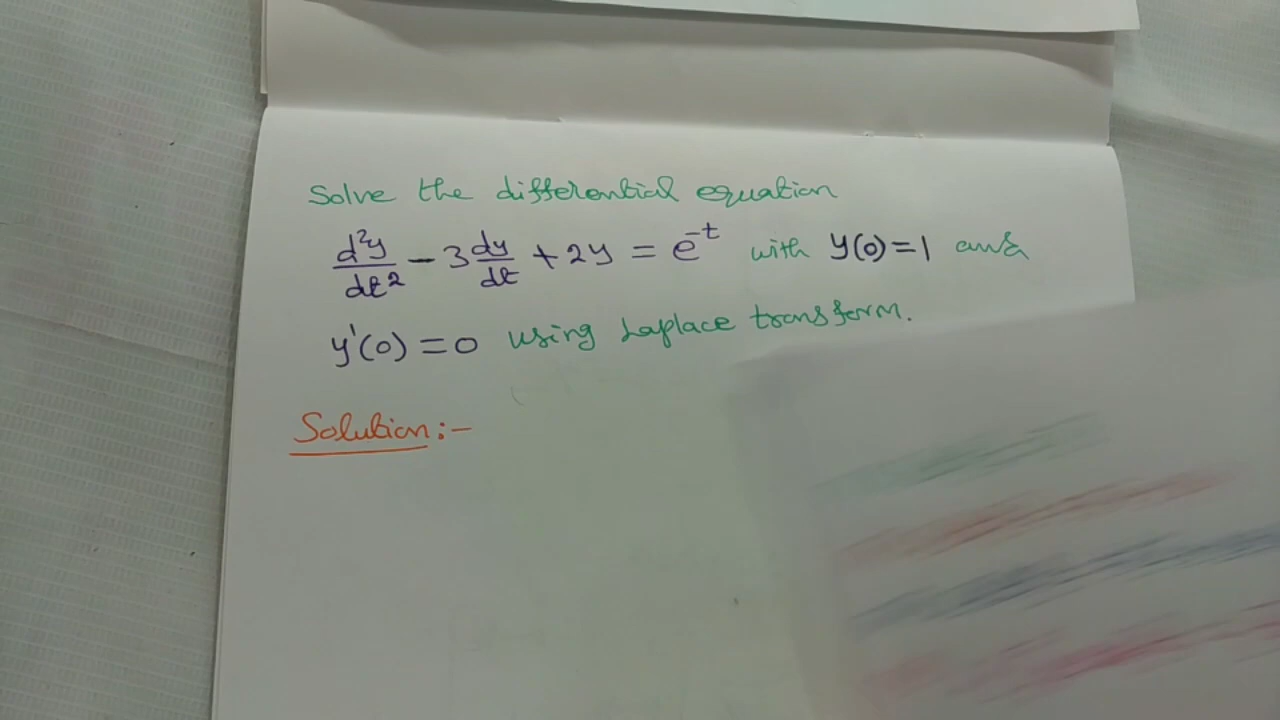 Solve the differential equation
d²y/dt² - 3 dy/dt + 2y = e^-t with y(0)=1 and
y'(0)=0 using Laplace transform.
Solution:-